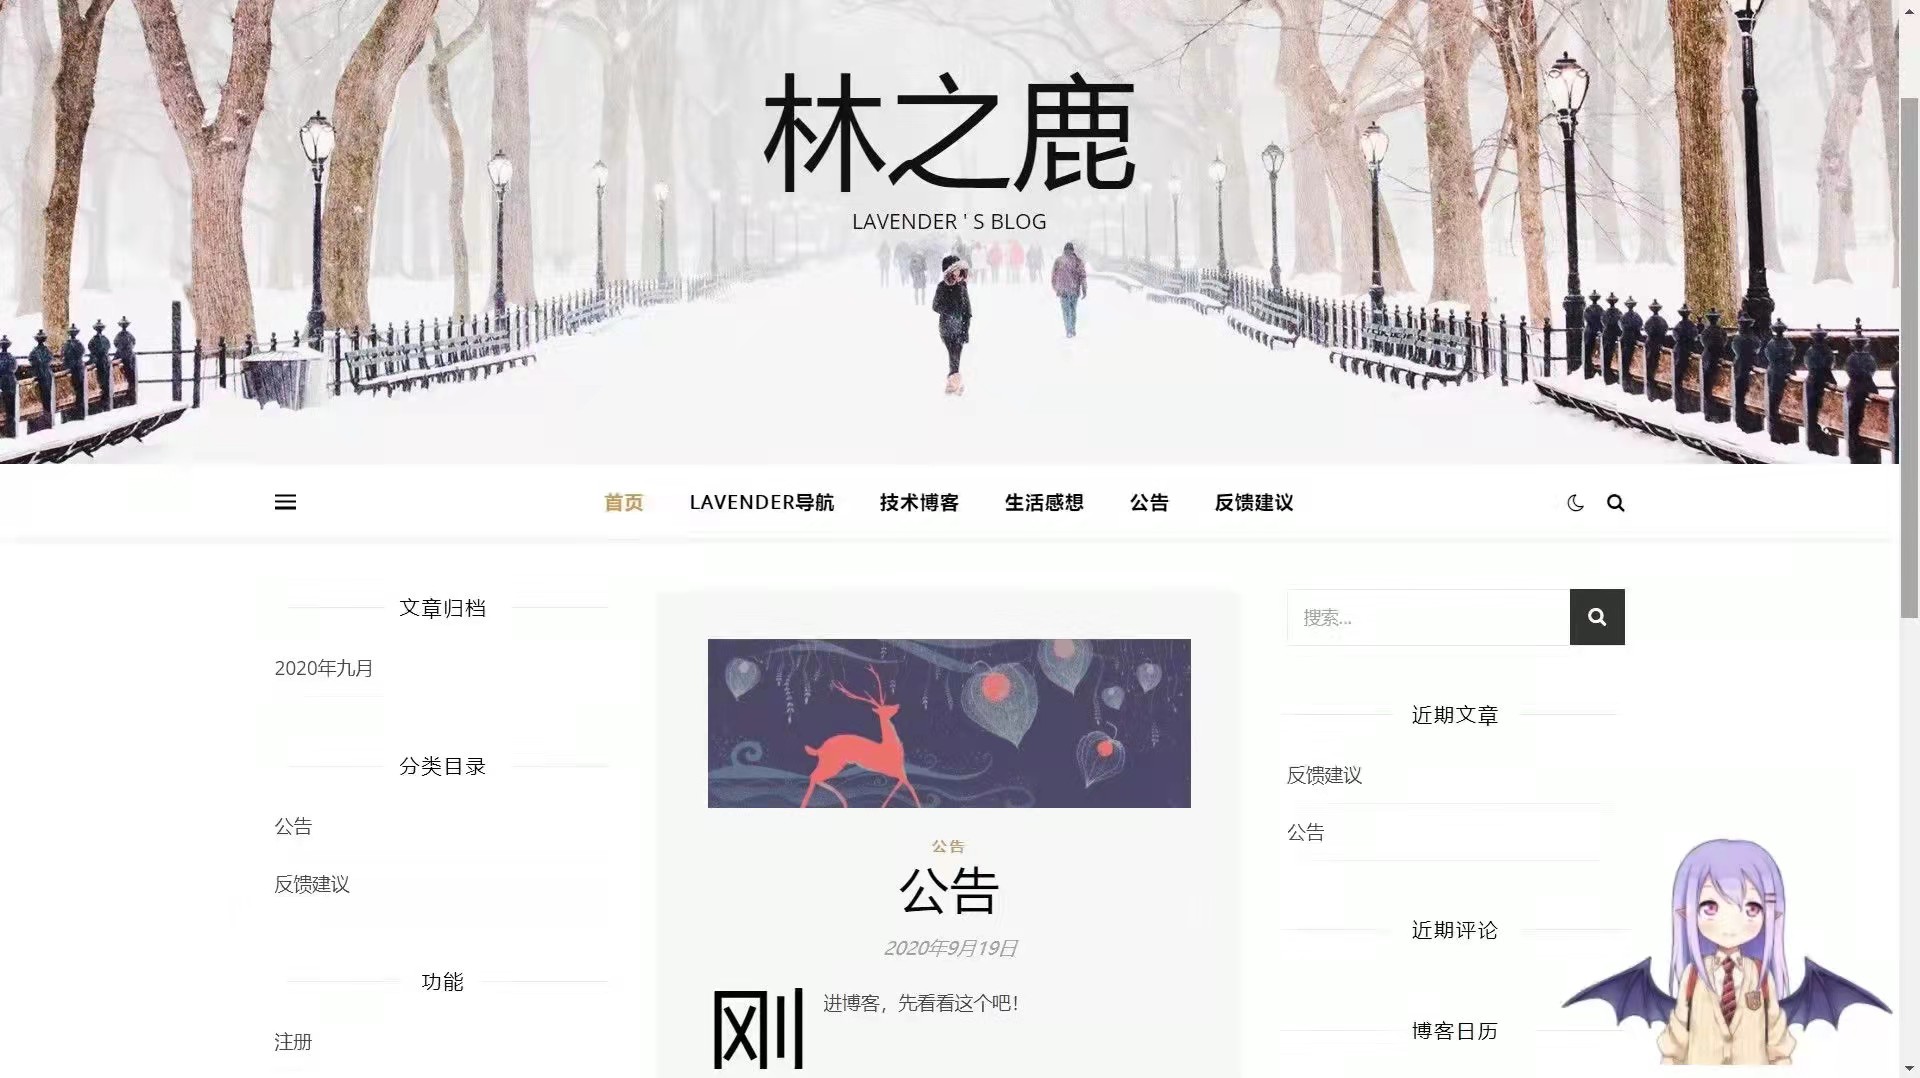 林之鹿
LAVENDER ' S BLOG
首页 LAVENDER导航 技术博客 生活感想 公告 反馈建议
文章归档
2020年九月
分类目录
公告
反馈建议
功能
注册
公告
公告
2020年9月19日
刚进博客，先看看这个吧！
搜索...
近期文章
反馈建议
公告
近期评论
博客日历